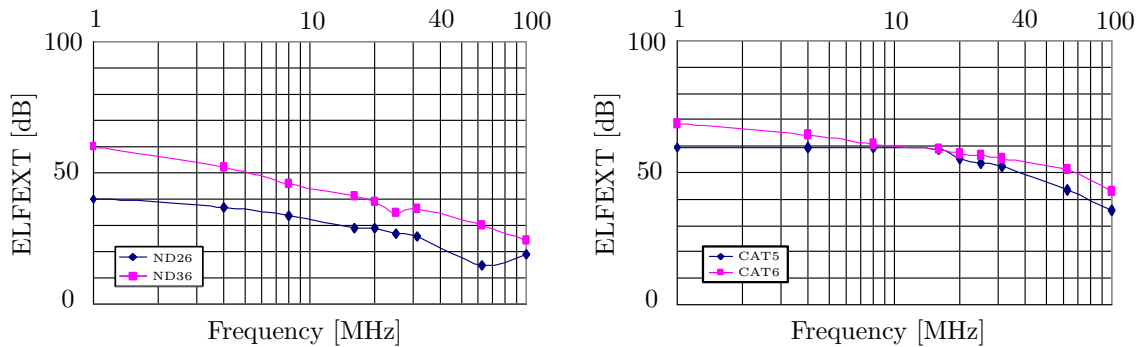 1 10 40 100
100
50
0
ELFEXT [dB]
ND26
ND36
Frequency [MHz]
1 10 40 100
100
50
0
ELFEXT [dB]
CAT5
CAT6
Frequency [MHz]